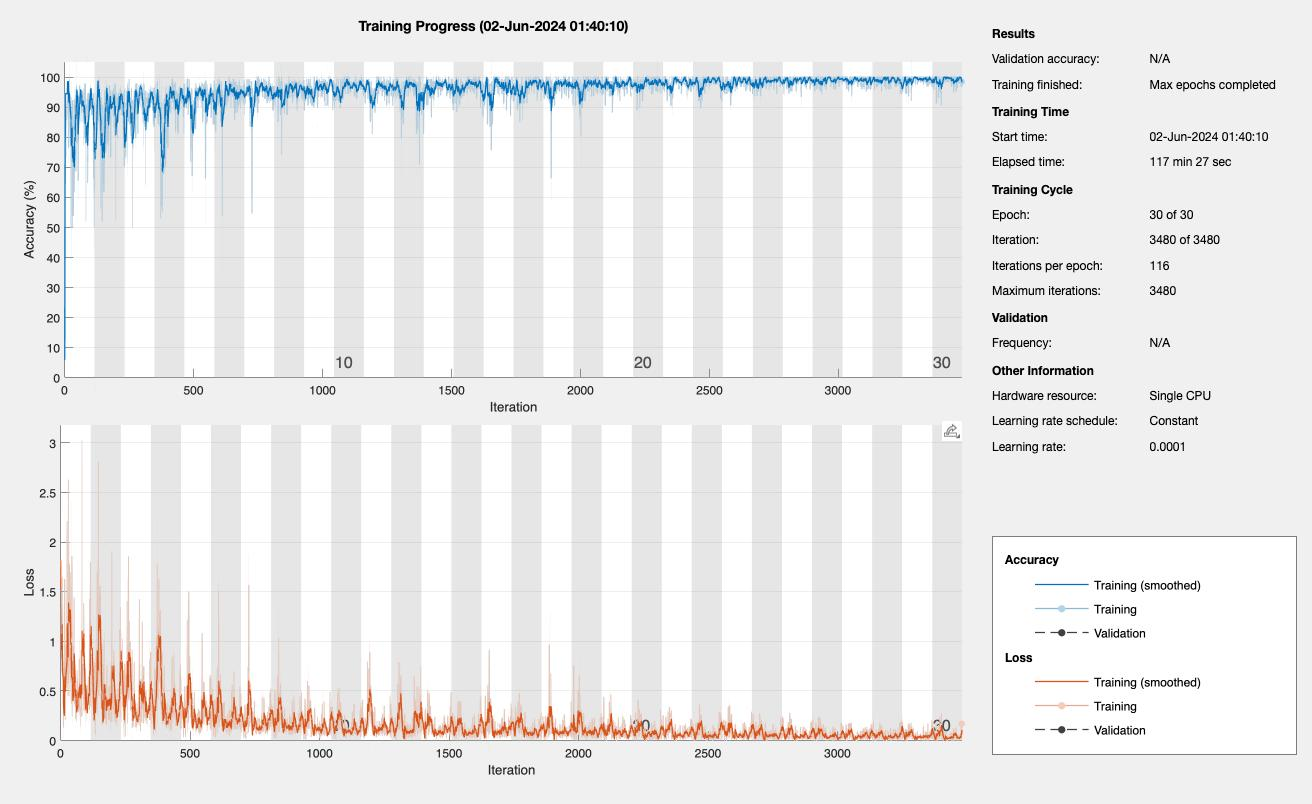 Training Progress (02-Jun-2024 01:40:10)
100
90
80
70
60
50
40
30
20
10
0
Accuracy (%)
10
20
30
0
500
1000
1500
2000
2500
3000
Iteration
3
2.5
2
1.5
1
0.5
0
Loss
20
30
0
500
1000
1500
2000
2500
3000
Iteration
Results
Validation accuracy: N/A
Training finished: Max epochs completed
Training Time
Start time: 02-Jun-2024 01:40:10
Elapsed time: 117 min 27 sec
Training Cycle
Epoch: 30 of 30
Iteration: 3480 of 3480
Iterations per epoch: 116
Maximum iterations: 3480
Validation
Frequency: N/A
Other Information
Hardware resource: Single CPU
Learning rate schedule: Constant
Learning rate: 0.0001
Accuracy
Training (smoothed)
Training
Validation
Loss
Training (smoothed)
Training
Validation